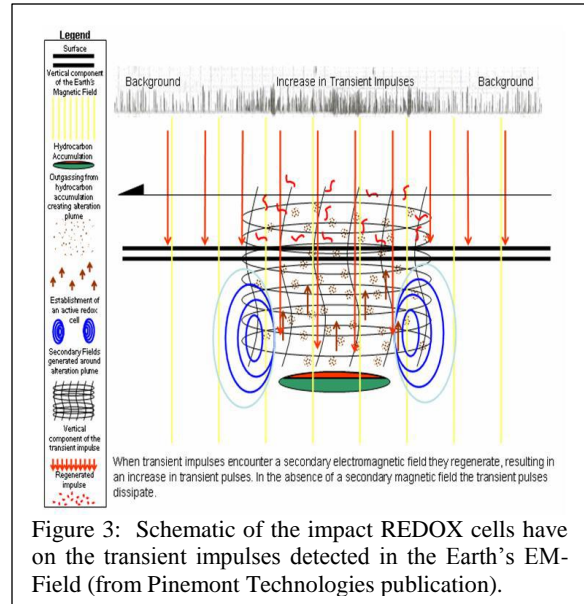 Legend
Surface
Vertical component
of the Earth's
Magnetic Field
Hydrocarbon
Accumulation
Outgassing from
hydrocarbon
accumulation
creating alteration
plume
Establishment of
an active redox
cell
Secondary Fields
generated around
alteration plume
Vertical
component of the
transient impulse
Regenerated
impulse
Background
Increase in Transient Impulses
Background
When transient impulses encounter a secondary electromagnetic field they regenerate, resulting in
an increase in transient pulses. In the absence of a secondary magnetic field the transient pulses
dissipate.
Figure 3: Schematic of the impact REDOX cells have
on the transient impulses detected in the Earth's EM-
Field (from Pinemont Technologies publication).